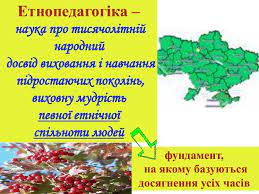 Етнопедагогіка –
наука про тисячолітній
народний
досвід виховання і навчання
підростаючих поколінь,
виховну мудрість
певної етнічної
спільноти людей
фундамент,
на якому базуються
досягнення усіх часів